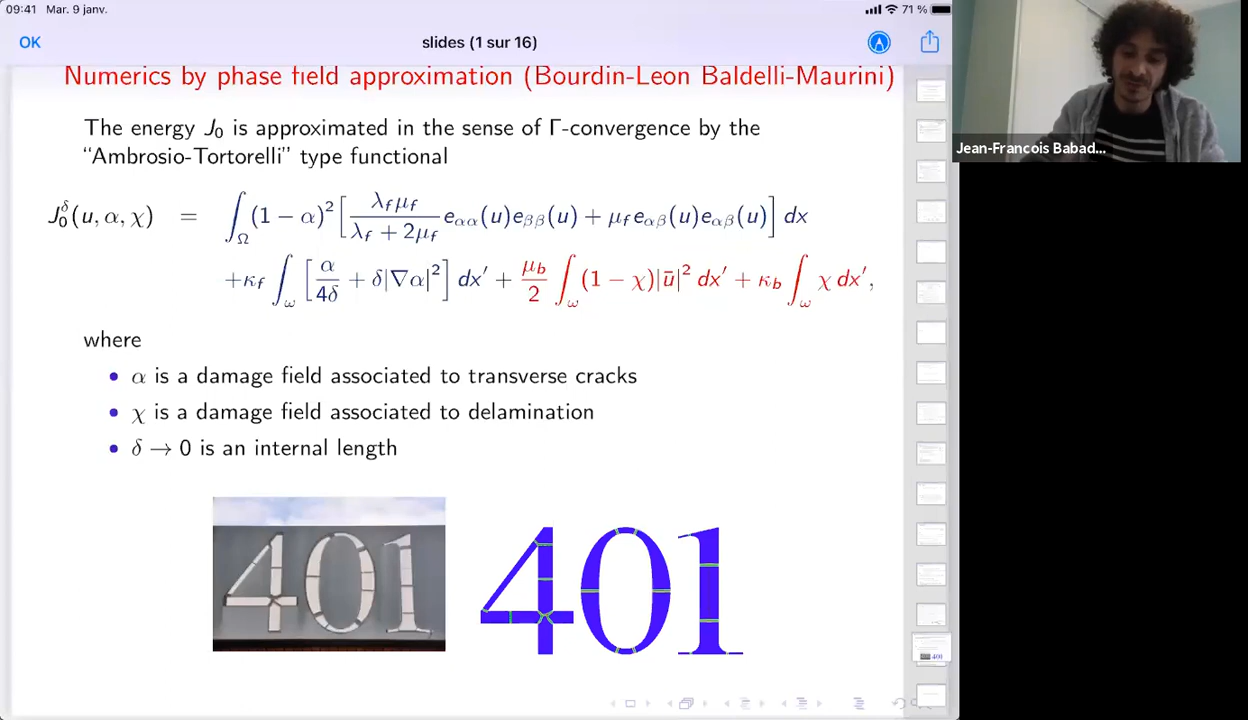 09:41 Mar. 9 janv. 71 %
OK slides (1 sur 16)
Numerics by phase field approximation (Bourdin-Leon Baldelli-Maurini)
Jean-Francois Babad...
The energy J₀ is approximated in the sense of Γ-convergence by the
“Ambrosio-Tortorelli” type functional
J₀^δ(u, α, χ) = ∫_Ω (1 − α)² [ λ_f μ_f / (λ_f + 2μ_f) e_αα(u)e_ββ(u) + μ_f e_αβ(u)e_αβ(u) ] dx
+κ_f ∫_ω [ α/4δ + δ|∇α|² ] dx′ + μ_b/2 ∫_ω (1 − χ)|ū|² dx′ + κ_b ∫_ω χ dx′,
where
• α is a damage field associated to transverse cracks
• χ is a damage field associated to delamination
• δ → 0 is an internal length
401 401